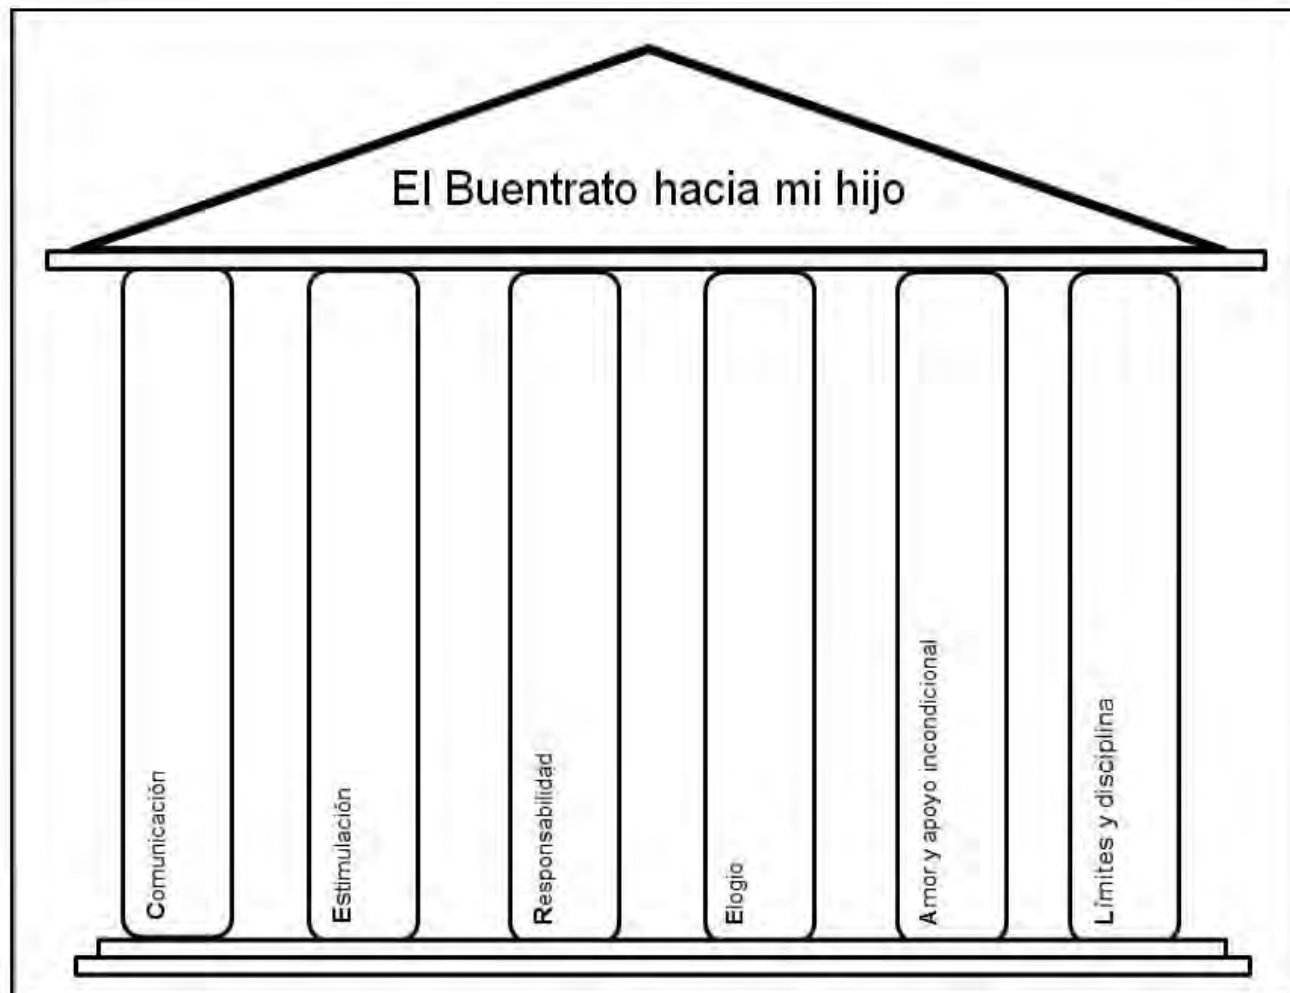 El Buentrato hacia mi hijo
Comunicación
Estimulación
Responsabilidad
Elogio
Amor y apoyo incondicional
Límites y disciplina